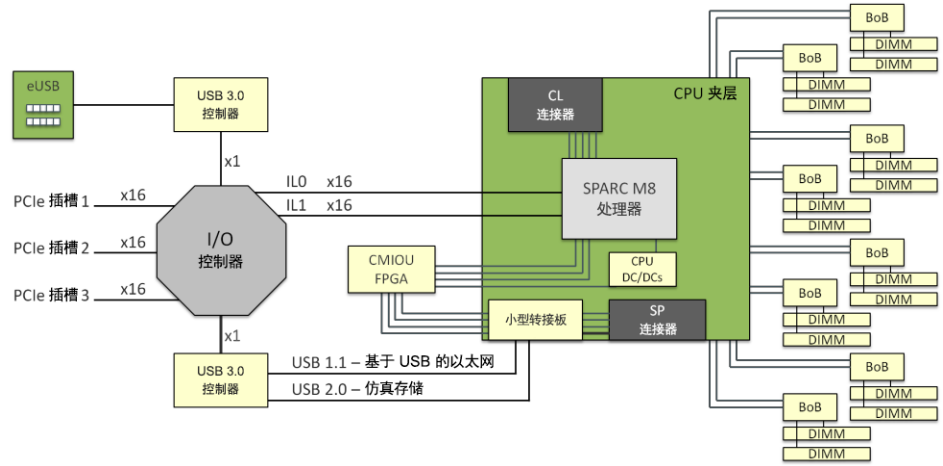 eUSB
USB 3.0
控制器
x1
PCIe 插槽 1
x16
PCIe 插槽 2
x16
PCIe 插槽 3
x16
I/O
控制器
IL0 x16
IL1 x16
x1
USB 3.0
控制器
USB 1.1 – 基于 USB 的以太网
USB 2.0 – 仿真存储
CMIOU
FPGA
CPU 夹层
CL
连接器
SPARC M8
处理器
CPU
DC/DCs
小型转接板
SP
连接器
BoB
DIMM
DIMM
BoB
DIMM
DIMM
BoB
DIMM
DIMM
BoB
DIMM
DIMM
BoB
DIMM
DIMM
BoB
DIMM
DIMM
BoB
DIMM
DIMM
BoB
DIMM
DIMM